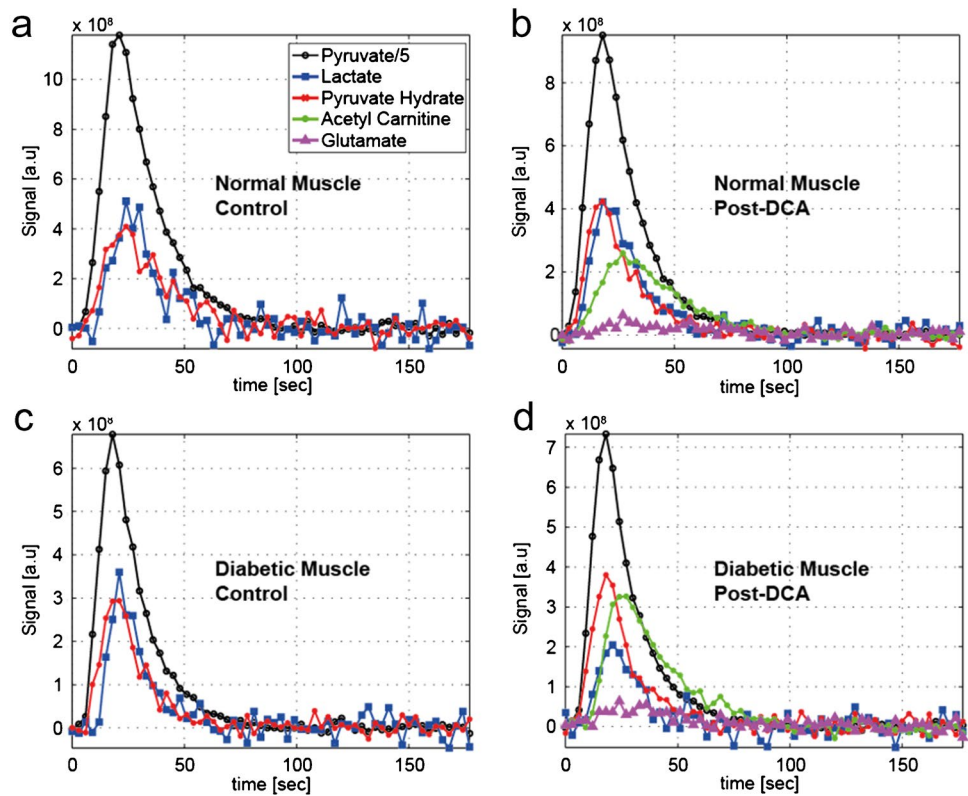 a
x 10⁸
10
8
6
4
2
0
Signal [a.u]
Pyruvate/5
Lactate
Pyruvate Hydrate
Acetyl Carnitine
Glutamate
Normal Muscle
Control
0 50 100 150
time [sec]
b
x 10⁸
8
6
4
2
0
Signal [a.u]
Normal Muscle
Post-DCA
0 50 100 150
time [sec]
c
x 10⁸
6
5
4
3
2
1
0
Signal [a.u]
Diabetic Muscle
Control
0 50 100 150
time [sec]
d
x 10⁸
7
6
5
4
3
2
1
0
Signal [a.u]
Diabetic Muscle
Post-DCA
0 50 100 150
time [sec]